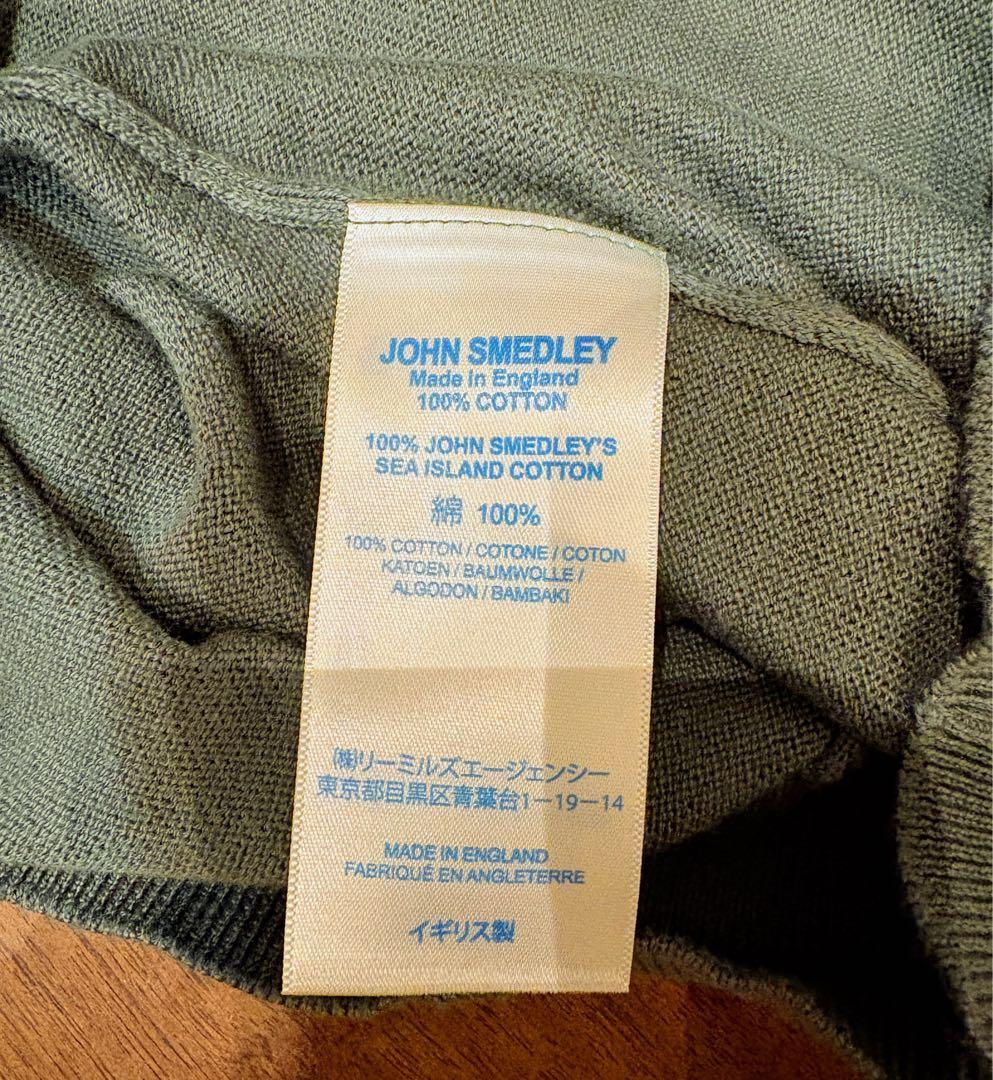 JOHN SMEDLEY
Made in England
100% COTTON
100% JOHN SMEDLEY'S
SEA ISLAND COTTON
綿 100%
100% COTTON / COTONE / COTON
KATOEN / BAUMWOLLE /
ALGODON / BAMBAKI
㈱リーミルズエージェンシー
東京都目黒区青葉台1-19-14
MADE IN ENGLAND
FABRIQUÉ EN ANGLETERRE
イギリス製